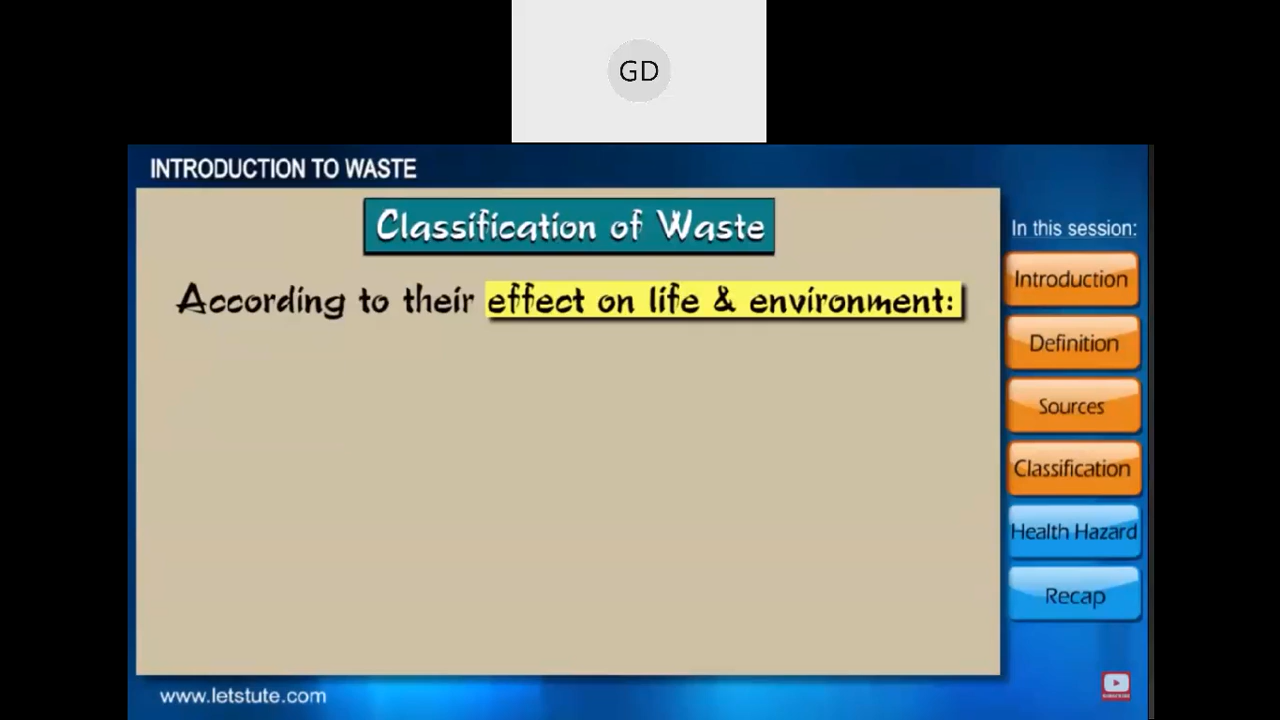 GD
INTRODUCTION TO WASTE
Classification of Waste
According to their effect on life & environment:
In this session:
Introduction
Definition
Sources
Classification
Health Hazard
Recap
www.letstute.com
SUBSCRIBE